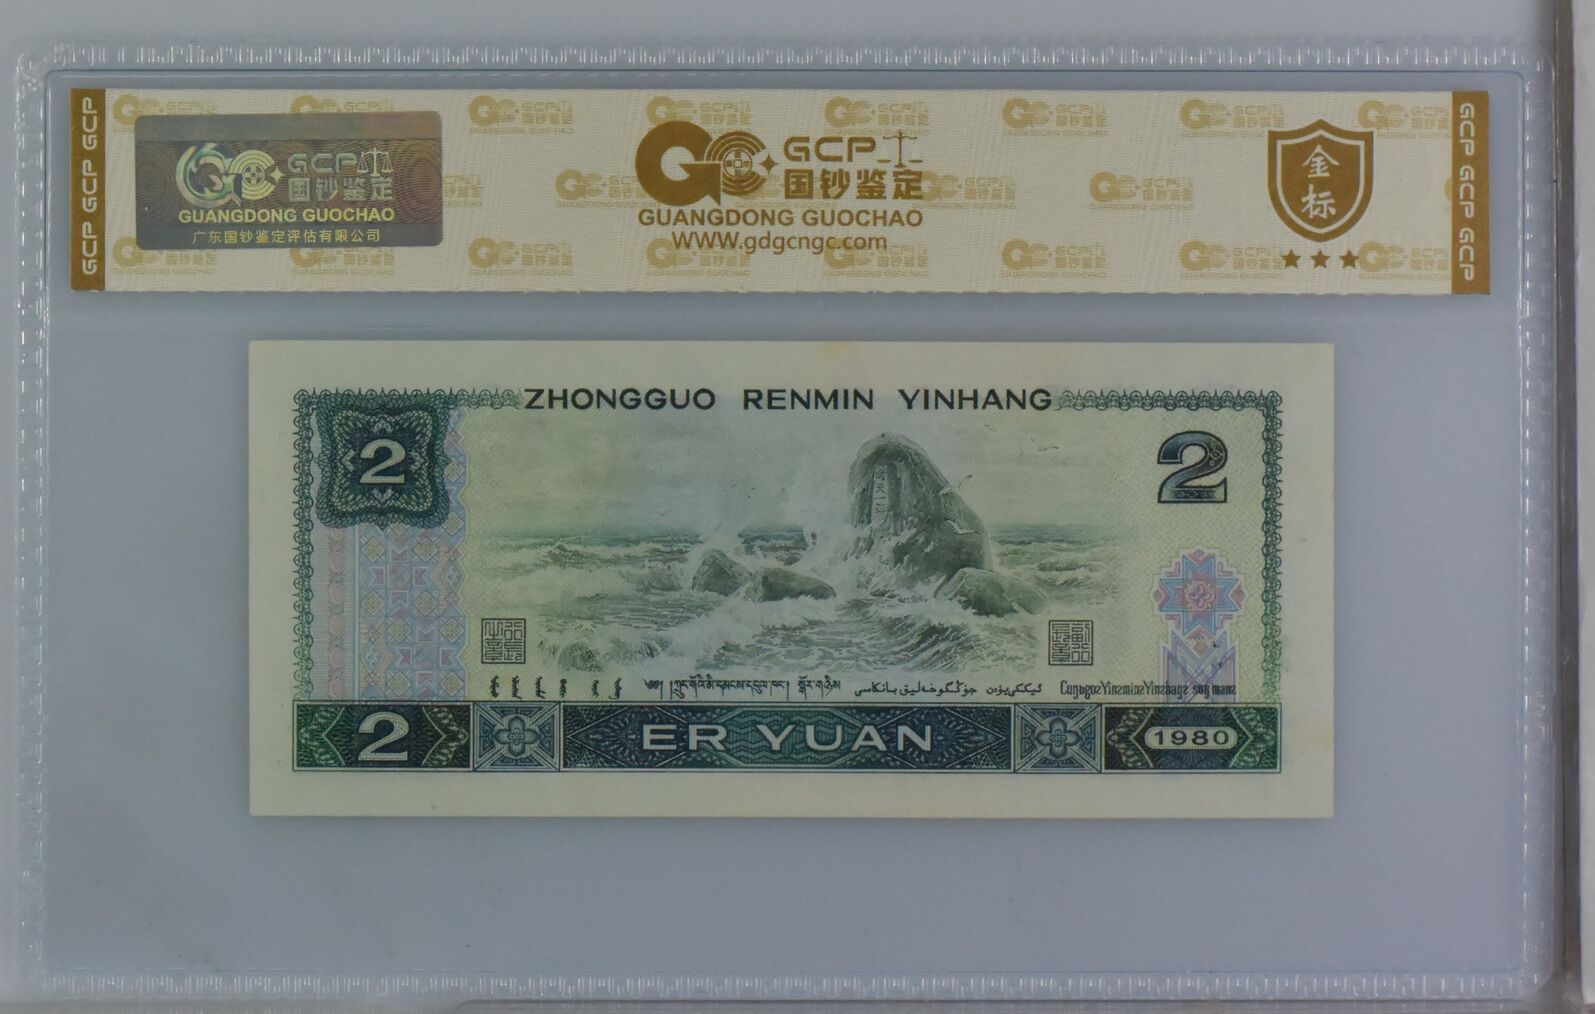 GCP GCP GCP
GCP
国钞鉴定
GUANGDONG GUOCHAO
广东国钞鉴定评估有限公司
GCP
国钞鉴定
GUANGDONG GUOCHAO
WWW.gdgcngc.com
金
标
GCP GCP GCP
ZHONGGUO RENMIN YINHANG
2
2
ER YUAN
2
1980